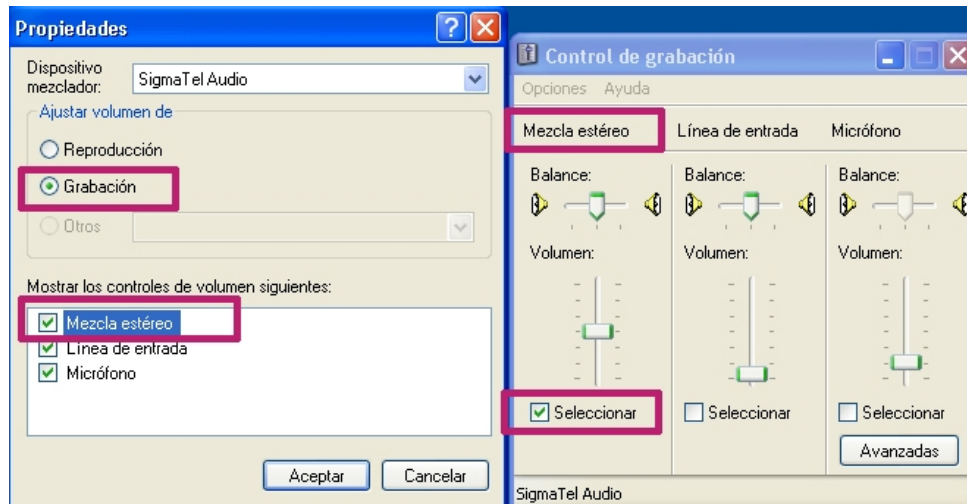 Propiedades
Dispositivo
mezclador:
SigmaTel Audio
Ajustar volumen de
Reproducción
Grabación
Otros
Mostrar los controles de volumen siguientes:
Mezcla estéreo
Línea de entrada
Micrófono
Aceptar
Cancelar
Control de grabación
Opciones Ayuda
Mezcla estéreo
Línea de entrada
Micrófono
Balance:
Balance:
Balance:
Volumen:
Volumen:
Volumen:
Seleccionar
Seleccionar
Seleccionar
Avanzadas
SigmaTel Audio